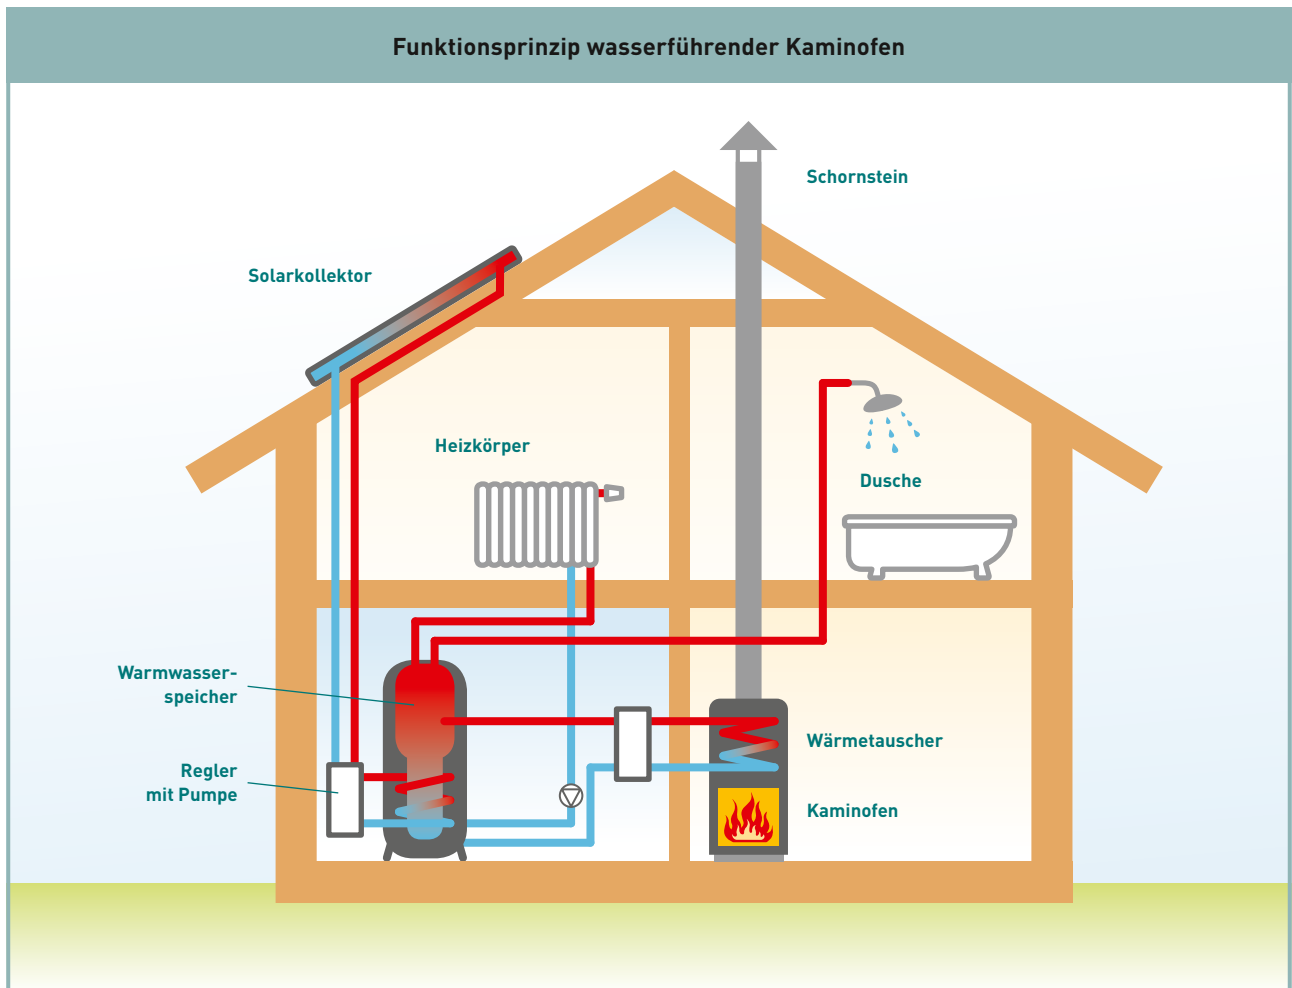 Funktionsprinzip wasserführender Kaminofen
Schornstein
Solarkollektor
Heizkörper
Dusche
Warmwasser-
speicher
Wärmetauscher
Regler
mit Pumpe
Kaminofen